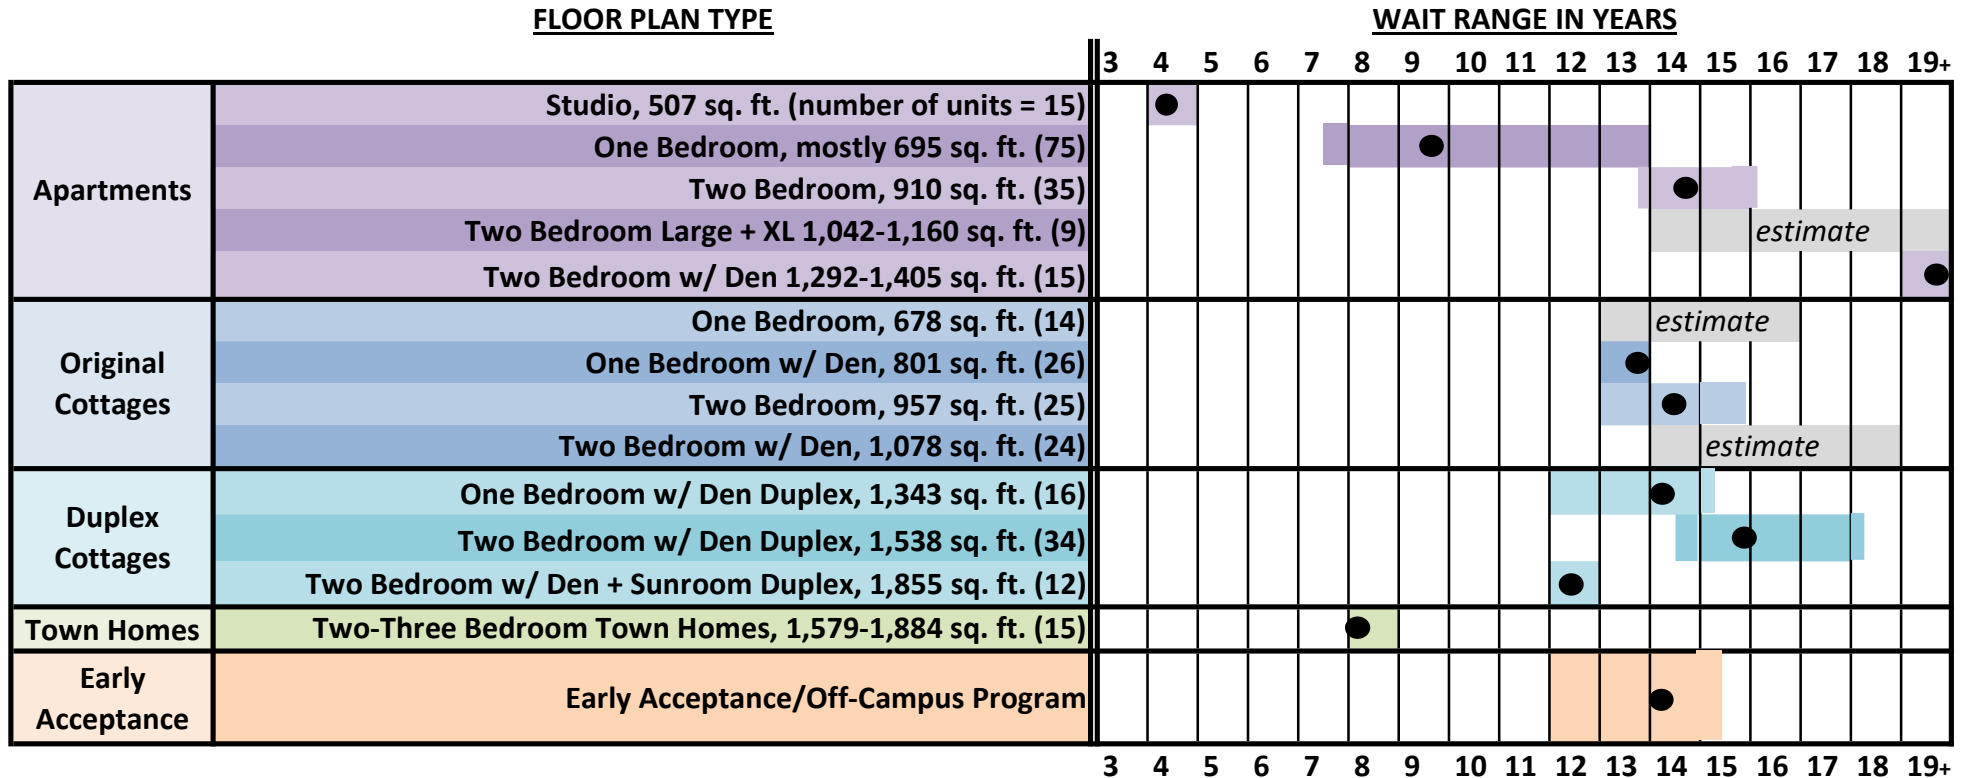 FLOOR PLAN TYPE WAIT RANGE IN YEARS
3 4 5 6 7 8 9 10 11 12 13 14 15 16 17 18 19+
Apartments
Studio, 507 sq. ft. (number of units = 15)
One Bedroom, mostly 695 sq. ft. (75)
Two Bedroom, 910 sq. ft. (35)
Two Bedroom Large + XL 1,042-1,160 sq. ft. (9) estimate
Two Bedroom w/ Den 1,292-1,405 sq. ft. (15)
Original
Cottages
One Bedroom, 678 sq. ft. (14) estimate
One Bedroom w/ Den, 801 sq. ft. (26)
Two Bedroom, 957 sq. ft. (25)
Two Bedroom w/ Den, 1,078 sq. ft. (24) estimate
Duplex
Cottages
One Bedroom w/ Den Duplex, 1,343 sq. ft. (16)
Two Bedroom w/ Den Duplex, 1,538 sq. ft. (34)
Two Bedroom w/ Den + Sunroom Duplex, 1,855 sq. ft. (12)
Town Homes Two-Three Bedroom Town Homes, 1,579-1,884 sq. ft. (15)
Early
Acceptance
Early Acceptance/Off-Campus Program
3 4 5 6 7 8 9 10 11 12 13 14 15 16 17 18 19+